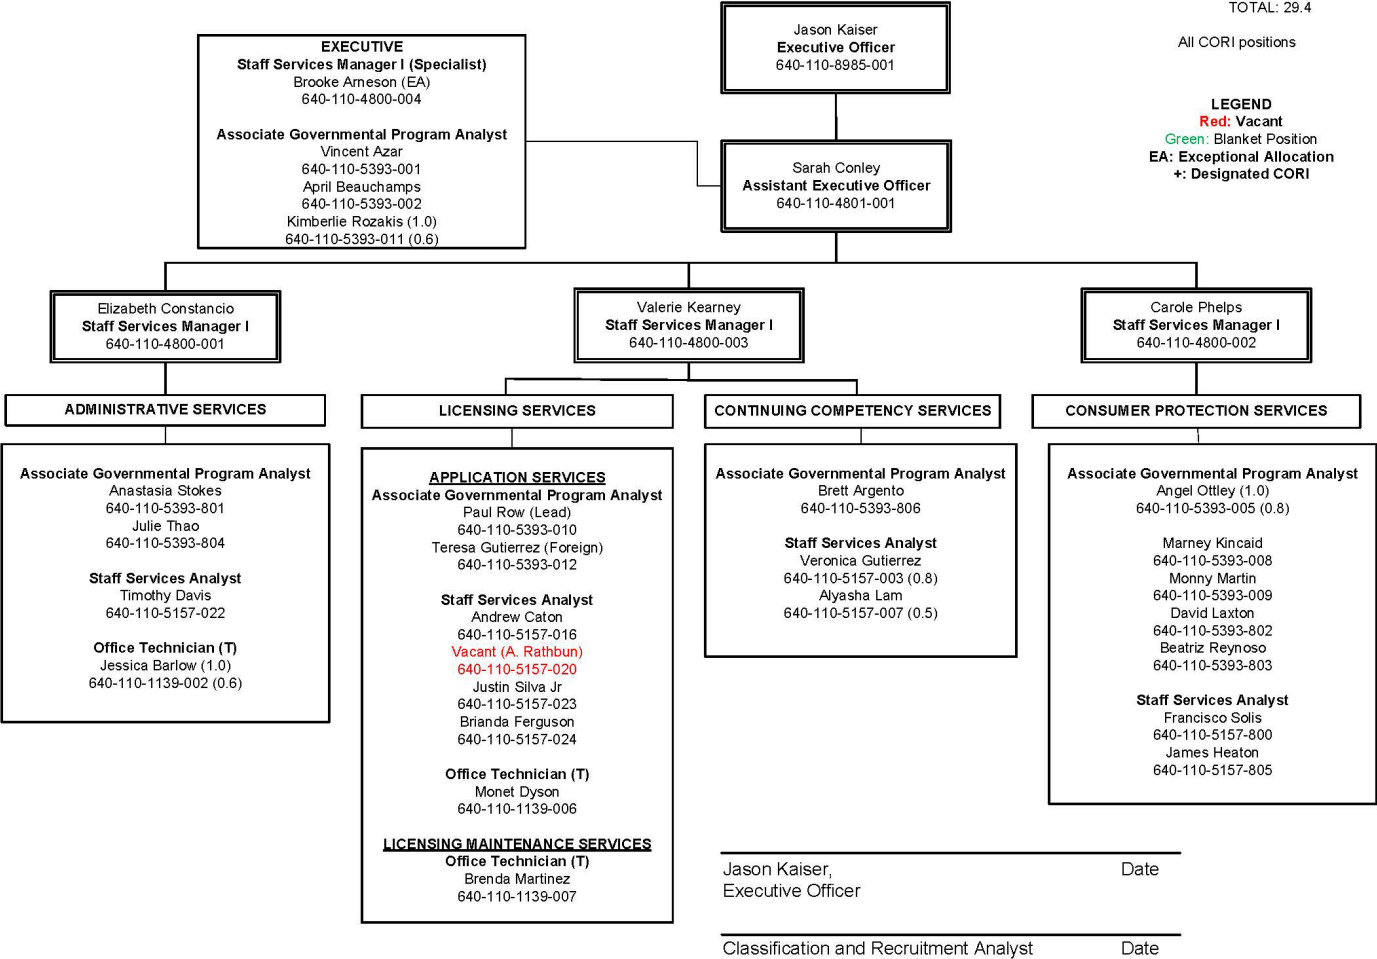 TOTAL: 29.4
All CORI positions
LEGEND
Red: Vacant
Green: Blanket Position
EA: Exceptional Allocation
+: Designated CORI
Jason Kaiser
Executive Officer
640-110-8985-001
EXECUTIVE
Staff Services Manager I (Specialist)
Brooke Arneson (EA)
640-110-4800-004
Associate Governmental Program Analyst
Vincent Azar
640-110-5393-001
April Beauchamps
640-110-5393-002
Kimberlie Rozakis (1.0)
640-110-5393-011 (0.6)
Sarah Conley
Assistant Executive Officer
640-110-4801-001
Elizabeth Constancio
Staff Services Manager I
640-110-4800-001
Valerie Kearney
Staff Services Manager I
640-110-4800-003
Carole Phelps
Staff Services Manager I
640-110-4800-002
ADMINISTRATIVE SERVICES
Associate Governmental Program Analyst
Anastasia Stokes
640-110-5393-801
Julie Thao
640-110-5393-804
Staff Services Analyst
Timothy Davis
640-110-5157-022
Office Technician (T)
Jessica Barlow (1.0)
640-110-1139-002 (0.6)
LICENSING SERVICES
APPLICATION SERVICES
Associate Governmental Program Analyst
Paul Row (Lead)
640-110-5393-010
Teresa Gutierrez (Foreign)
640-110-5393-012
Staff Services Analyst
Andrew Caton
640-110-5157-016
Vacant (A. Rathbun)
640-110-5157-020
Justin Silva Jr
640-110-5157-023
Brianda Ferguson
640-110-5157-024
Office Technician (T)
Monet Dyson
640-110-1139-006
LICENSING MAINTENANCE SERVICES
Office Technician (T)
Brenda Martinez
640-110-1139-007
CONTINUING COMPETENCY SERVICES
Associate Governmental Program Analyst
Brett Argento
640-110-5393-806
Staff Services Analyst
Veronica Gutierrez
640-110-5157-003 (0.8)
Alyasha Lam
640-110-5157-007 (0.5)
CONSUMER PROTECTION SERVICES
Associate Governmental Program Analyst
Angel Ottley (1.0)
640-110-5393-005 (0.8)
Marney Kincaid
640-110-5393-008
Monny Martin
640-110-5393-009
David Laxton
640-110-5393-802
Beatriz Reynoso
640-110-5393-803
Staff Services Analyst
Francisco Solis
640-110-5157-800
James Heaton
640-110-5157-805
Jason Kaiser, Date
Executive Officer
Classification and Recruitment Analyst Date